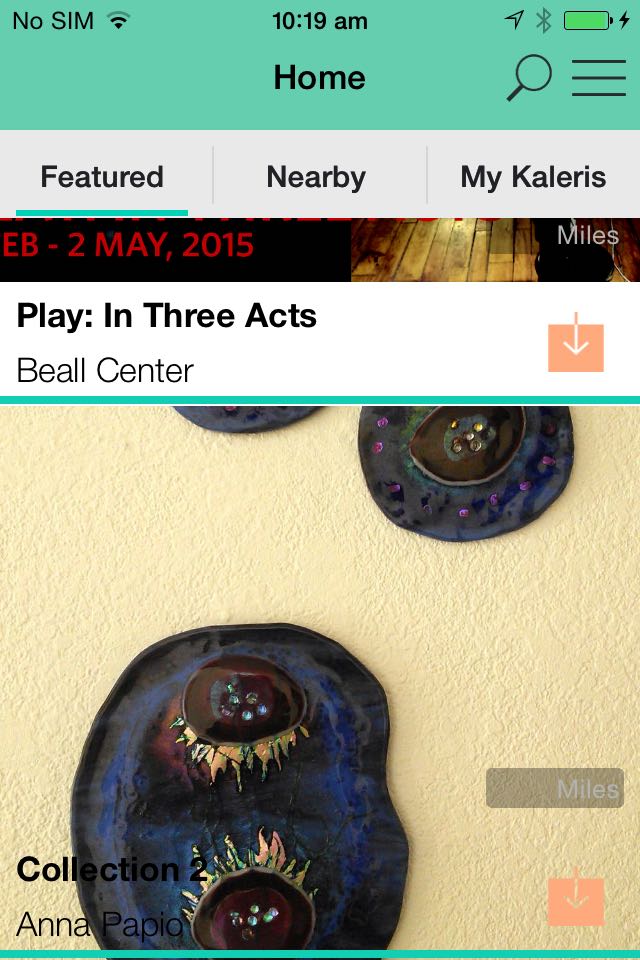 No SIM 10:19 am
Home
Featured Nearby My Kaleris
EB - 2 MAY, 2015
Miles
Play: In Three Acts
Beall Center
Miles
Collection 2
Anna Papio